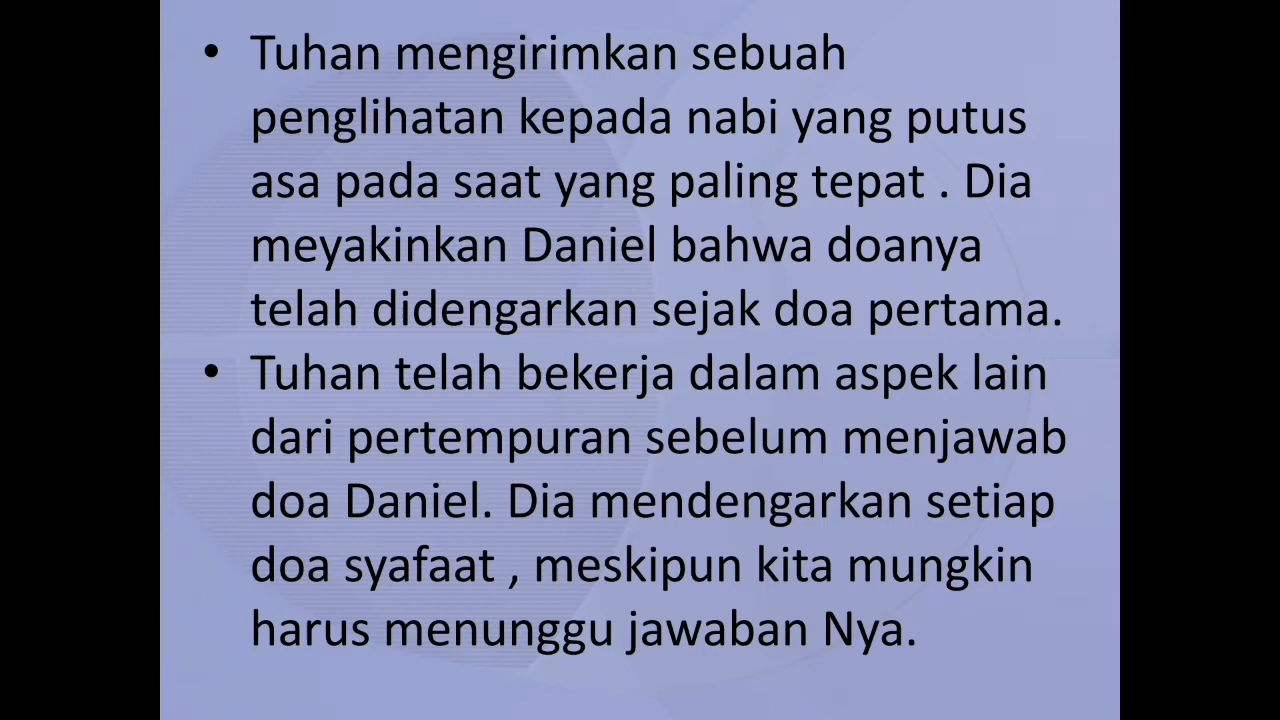 • Tuhan mengirimkan sebuah
penglihatan kepada nabi yang putus
asa pada saat yang paling tepat . Dia
meyakinkan Daniel bahwa doanya
telah didengarkan sejak doa pertama.
• Tuhan telah bekerja dalam aspek lain
dari pertempuran sebelum menjawab
doa Daniel. Dia mendengarkan setiap
doa syafaat , meskipun kita mungkin
harus menunggu jawaban Nya.